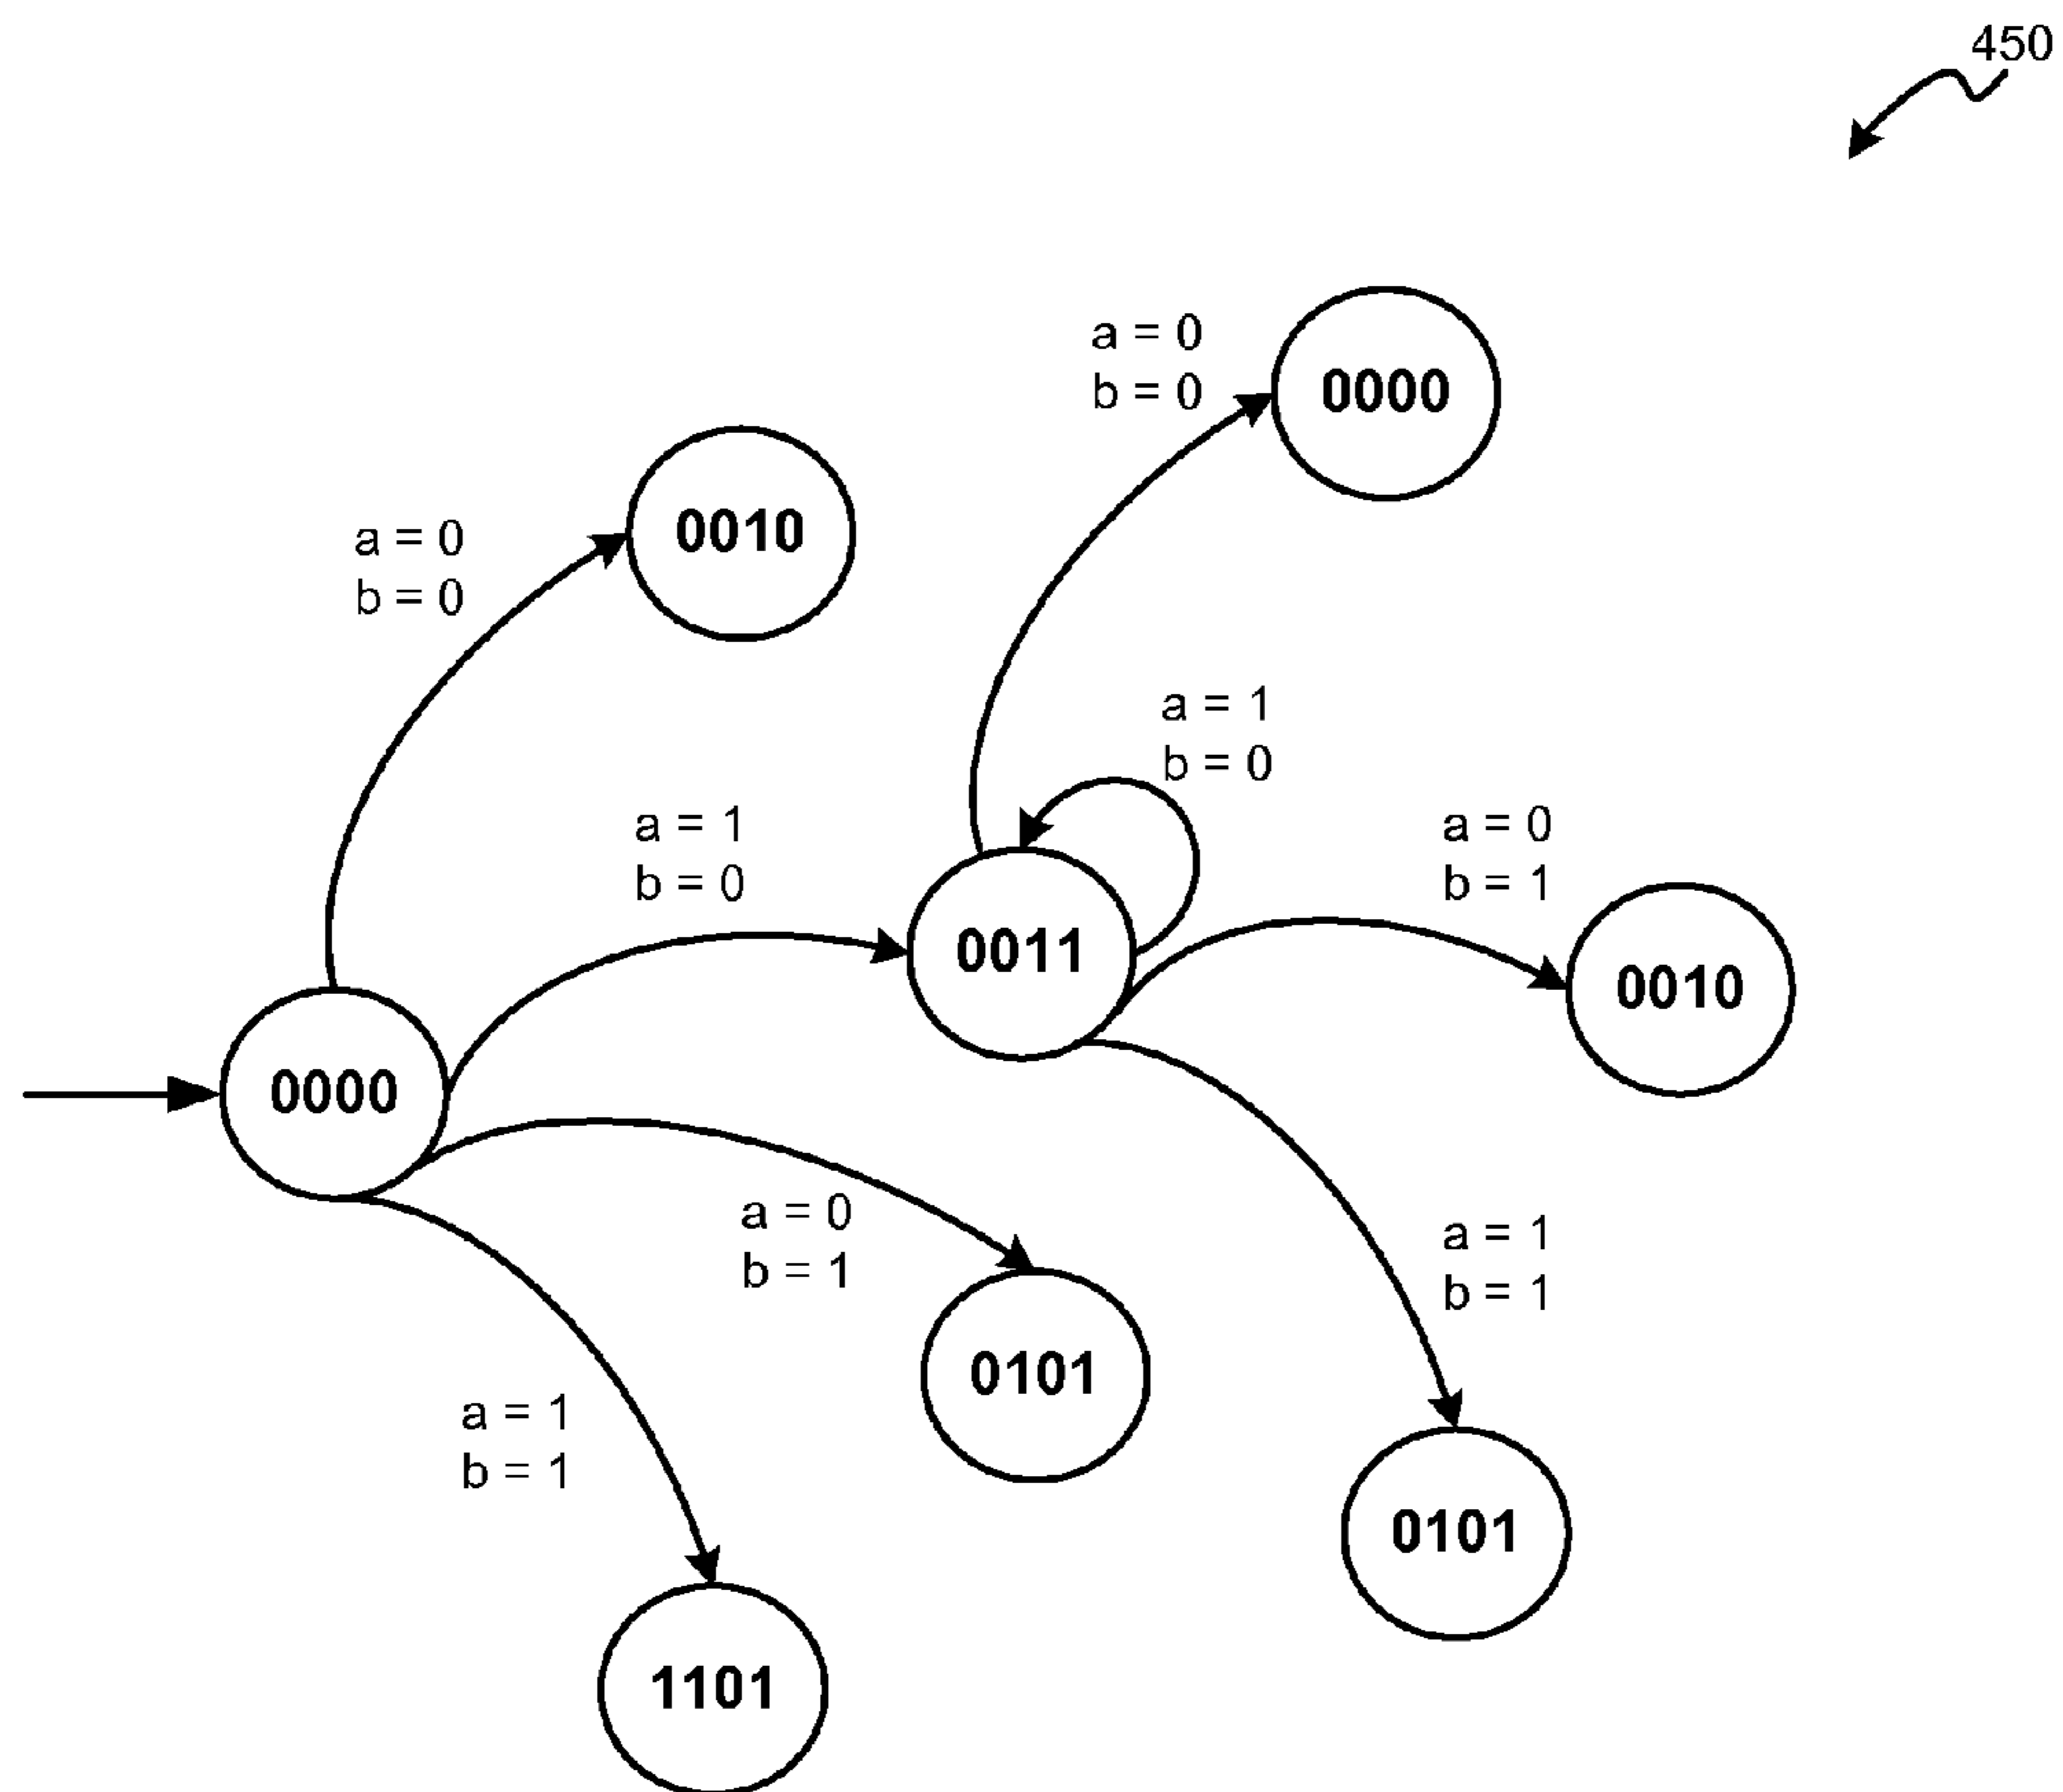 450
a = 0
b = 0
0000
a = 0
b = 0
0010
a = 1
b = 0
a = 1
b = 0
a = 0
b = 1
0011
0010
0000
a = 0
b = 1
a = 1
b = 1
0101
a = 1
b = 1
0101
1101